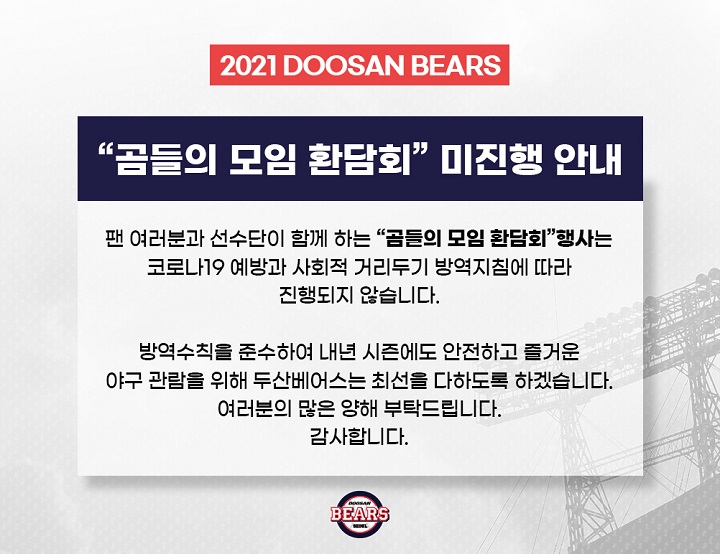 2021 DOOSAN BEARS
“곰들의 모임 환담회” 미진행 안내
팬 여러분과 선수단이 함께 하는 “곰들의 모임 환담회”행사는
코로나19 예방과 사회적 거리두기 방역지침에 따라
진행되지 않습니다.
방역수칙을 준수하여 내년 시즌에도 안전하고 즐거운
야구 관람을 위해 두산베어스는 최선을 다하도록 하겠습니다.
여러분의 많은 양해 부탁드립니다.
감사합니다.
DOOSAN
BEARS